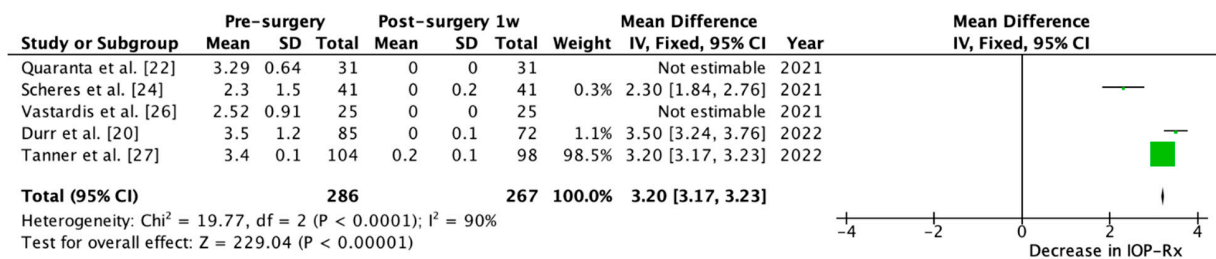 Pre-surgery Post-surgery 1w Mean Difference Mean Difference
Study or Subgroup Mean SD Total Mean SD Total Weight IV, Fixed, 95% CI Year IV, Fixed, 95% CI
Quaranta et al. [22] 3.29 0.64 31 0 0 31 Not estimable 2021
Scheres et al. [24] 2.3 1.5 41 0 0.2 41 0.3% 2.30 [1.84, 2.76] 2021
Vastardis et al. [26] 2.52 0.91 25 0 0 25 Not estimable 2021
Durr et al. [20] 3.5 1.2 85 0 0.1 72 1.1% 3.50 [3.24, 3.76] 2022
Tanner et al. [27] 3.4 0.1 104 0.2 0.1 98 98.5% 3.20 [3.17, 3.23] 2022
Total (95% CI) 286 267 100.0% 3.20 [3.17, 3.23]
Heterogeneity: Chi² = 19.77, df = 2 (P < 0.0001); I² = 90%
Test for overall effect: Z = 229.04 (P < 0.00001)
-4 -2 0 2 4
Decrease in IOP-Rx